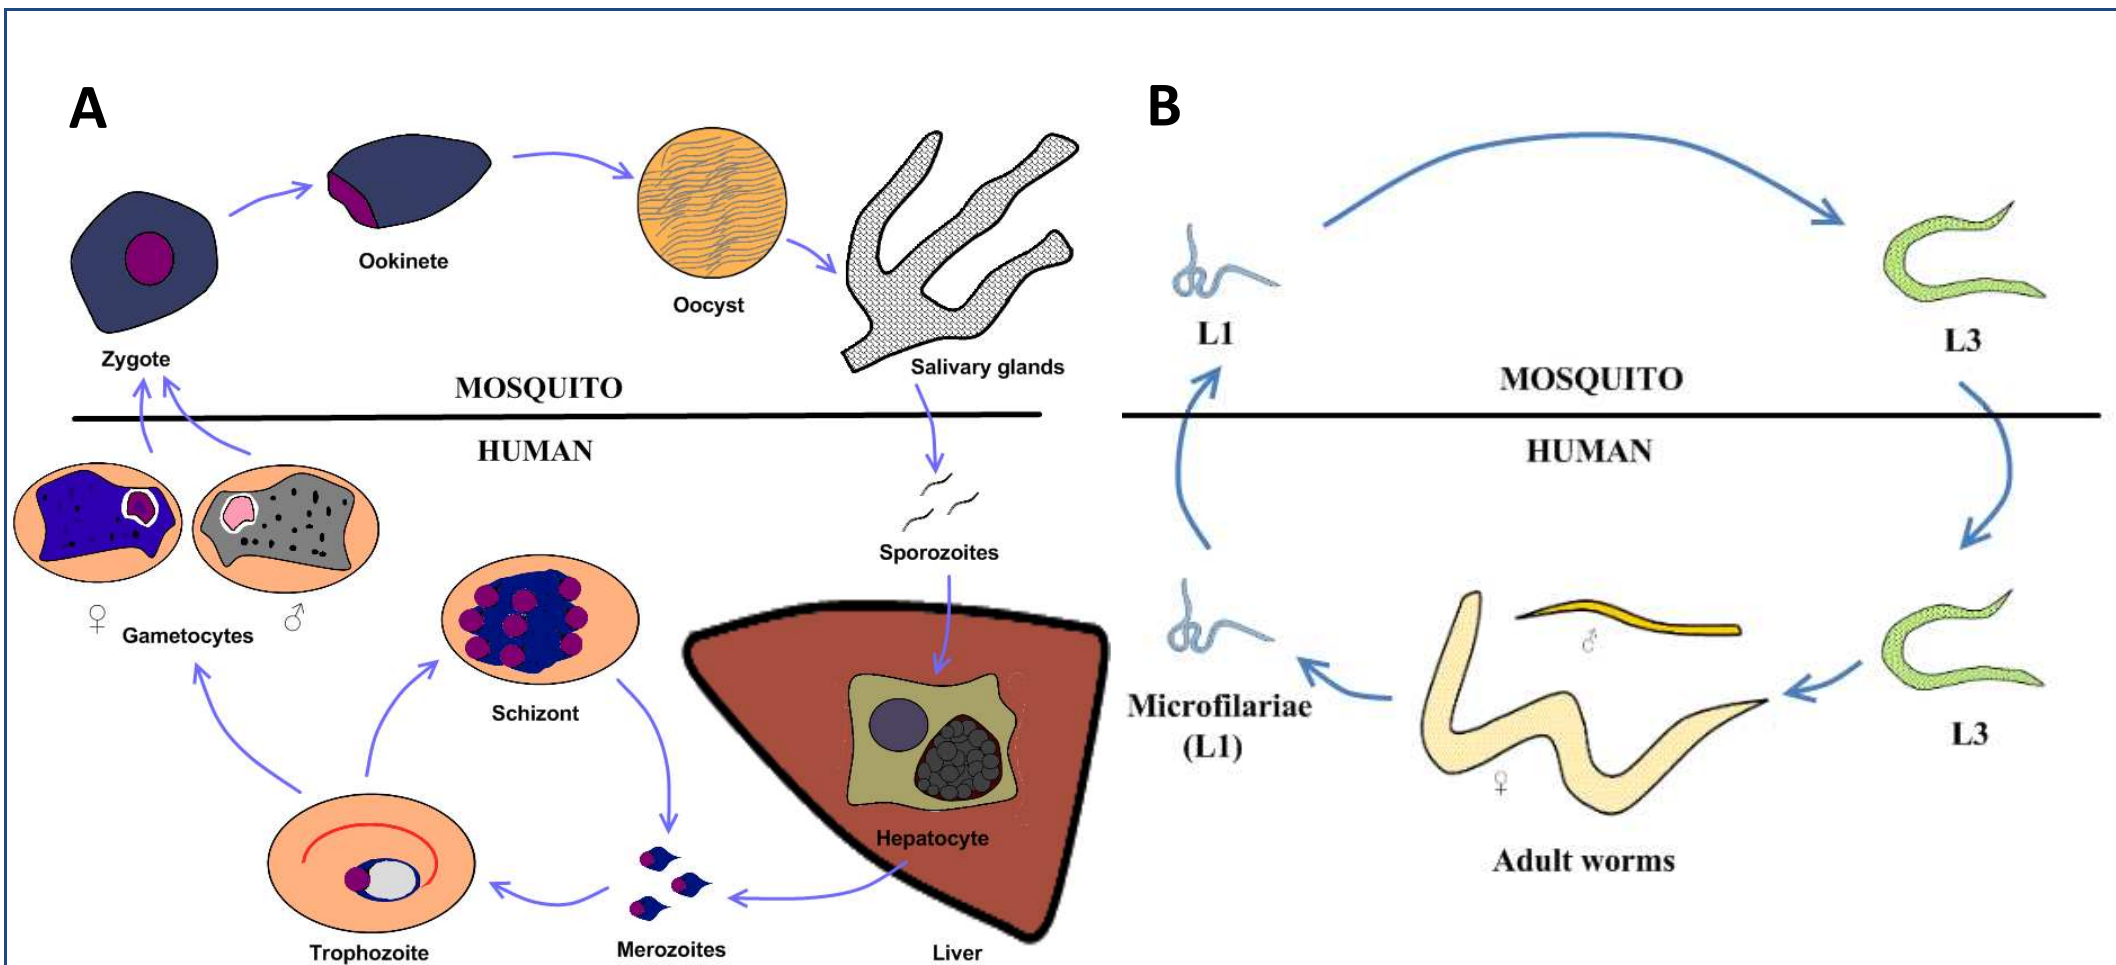 A
Zygote
Ookinete
Oocyst
Salivary glands
MOSQUITO
HUMAN
♀
Gametocytes
♂
Schizont
Sporozoites
Hepatocyte
Trophozoite
Merozoites
Liver
B
L1
L3
MOSQUITO
HUMAN
Microfilariae
(L1)
♂
♀
Adult worms
L3